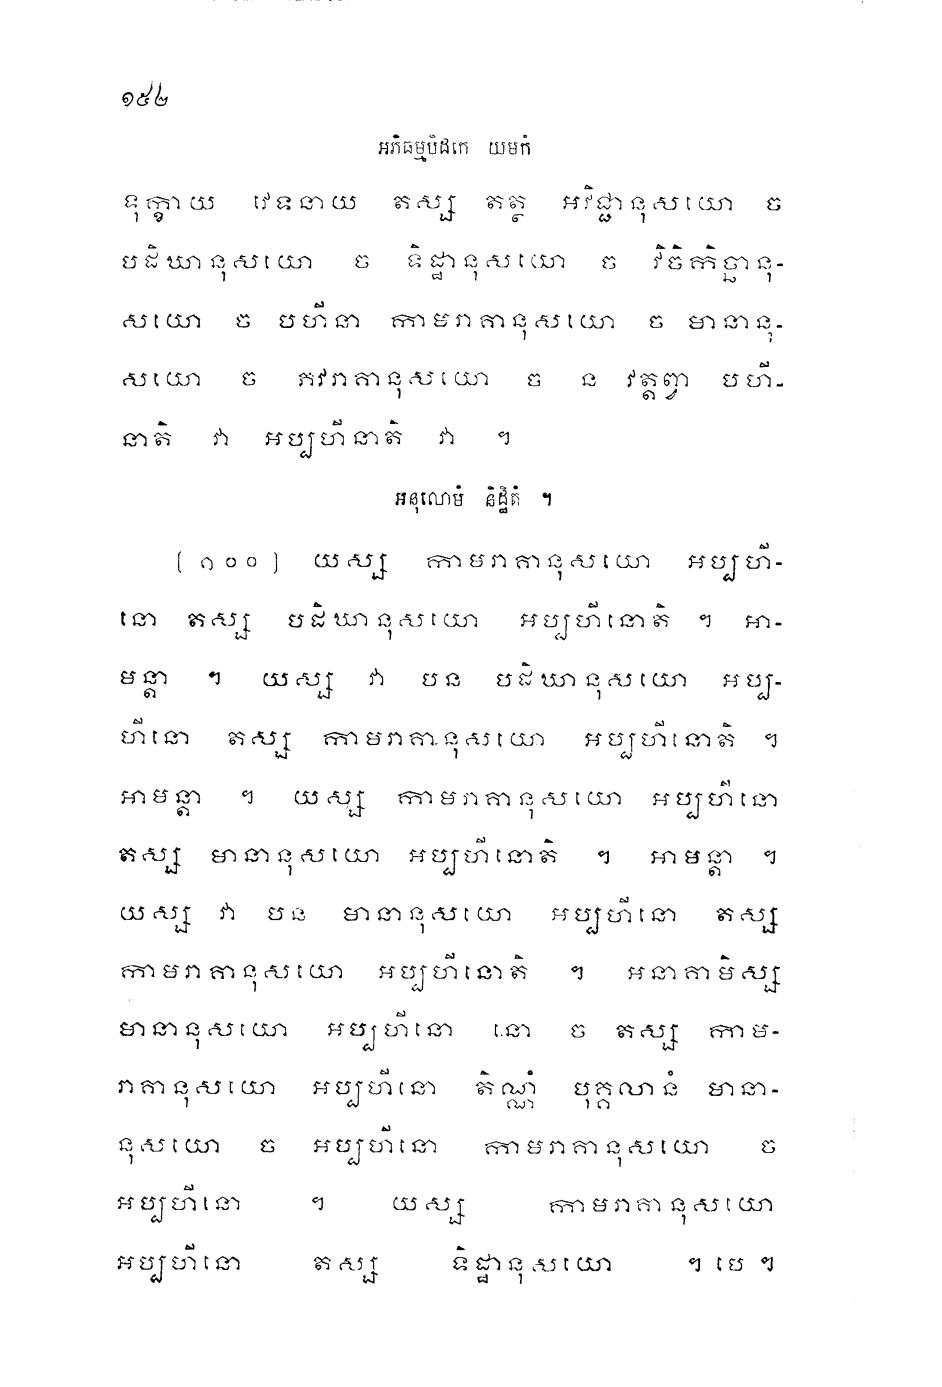 ១៥២
អភិធម្មបិដកេ យមកំ
ទុក្ខាយ វេទនាយ តស្ស តត្ថ អវិជ្ជានុសយោ ច
បដិឃានុសយោ ច ទិដ្ឋានុសយោ ច វិចិកិច្ឆានុ-
សយោ ច បហីនា កាមរាគានុសយោ ច មានានុ-
សយោ ច ភវរាគានុសយោ ច ន វត្តព្វា បហី-
នាតិ វា អប្បហីនាតិ វា ។
អនុលោមំ និដ្ឋិតំ ។
[១០០] យស្ស កាមរាគានុសយោ អប្បហី-
នោ តស្ស បដិឃានុសយោ អប្បហីនោតិ ។ អា-
មន្តា ។ យស្ស វា បន បដិឃានុសយោ អប្ប-
ហីនោ តស្ស កាមរាគានុសយោ អប្បហីនោតិ ។
អាមន្តា ។ យស្ស កាមរាគានុសយោ អប្បហីនោ
តស្ស មានានុសយោ អប្បហីនោតិ ។ អាមន្តា ។
យស្ស វា បន មានានុសយោ អប្បហីនោ តស្ស
កាមរាគានុសយោ អប្បហីនោតិ ។ អនាគាមិស្ស
មានានុសយោ អប្បហីនោ នោ ច តស្ស កាម-
រាគានុសយោ អប្បហីនោ តិណ្ណំ បុគ្គលានំ មានា-
នុសយោ ច អប្បហីនោ កាមរាគានុសយោ ច
អប្បហីនោ ។ យស្ស កាមរាគានុសយោ
អប្បហីនោ តស្ស ទិដ្ឋានុសយោ ។បេ។